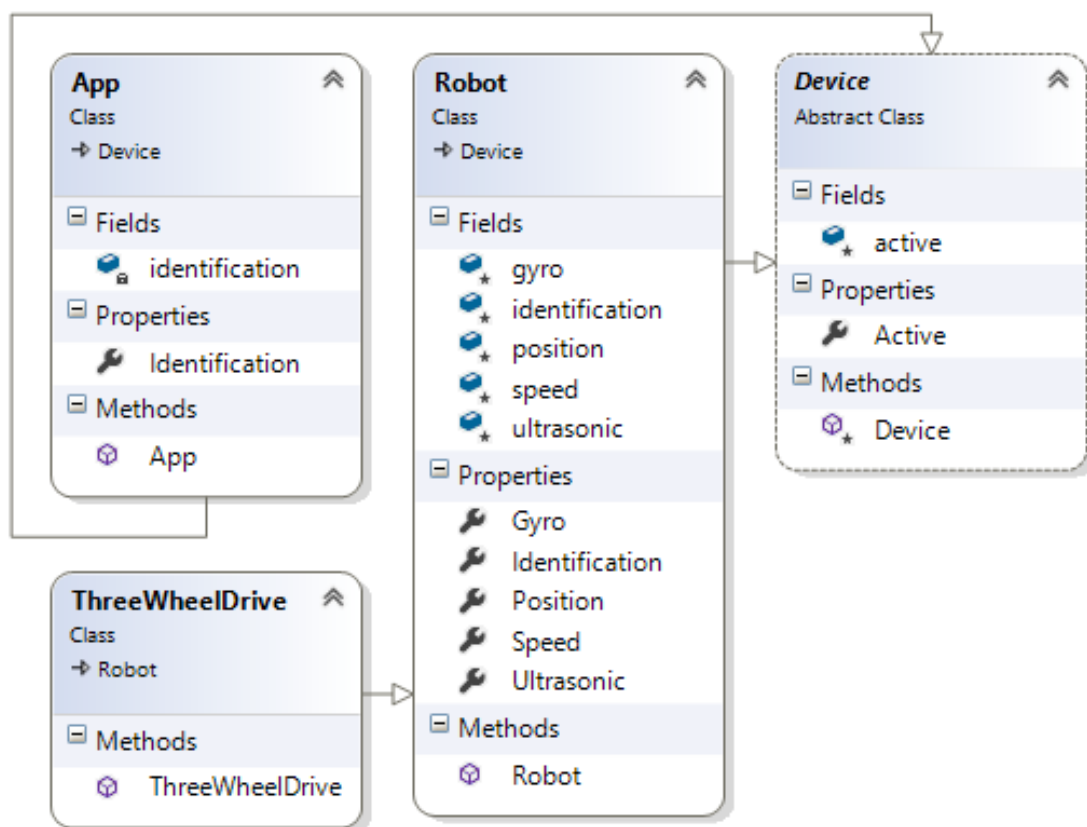 App
Class
Device
Fields
identification
Properties
Identification
Methods
App
ThreeWheelDrive
Class
Robot
Methods
ThreeWheelDrive
Robot
Class
Device
Fields
gyro
identification
position
speed
ultrasonic
Properties
Gyro
Identification
Position
Speed
Ultrasonic
Methods
Robot
Device
Abstract Class
Fields
active
Properties
Active
Methods
Device